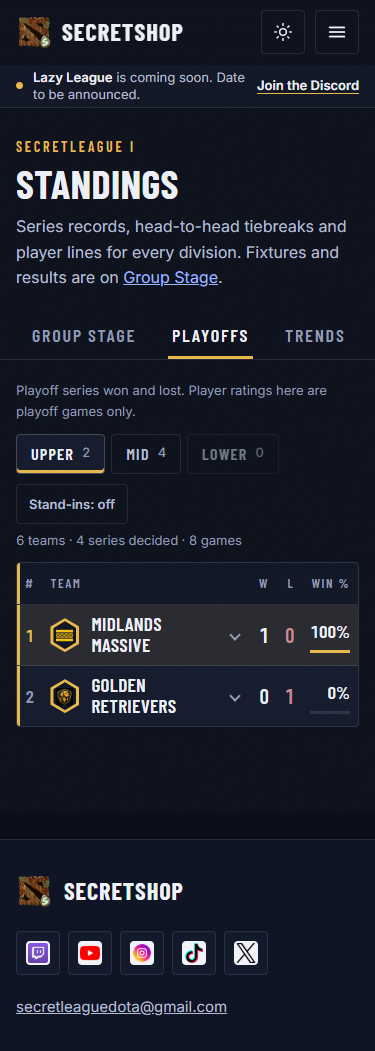 SECRETSHOP
Lazy League is coming soon. Date
to be announced.
Join the Discord
SECRETLEAGUE I
STANDINGS
Series records, head-to-head tiebreaks and
player lines for every division. Fixtures and
results are on Group Stage.
GROUP STAGE
PLAYOFFS
TRENDS
Playoff series won and lost. Player ratings here are
playoff games only.
UPPER 2
MID 4
LOWER 0
Stand-ins: off
6 teams · 4 series decided · 8 games
# TEAM W L WIN %
1 MIDLANDS
MASSIVE 1 0 100%
2 GOLDEN
RETRIEVERS 0 1 0%
SECRETSHOP
secretleaguedota@gmail.com